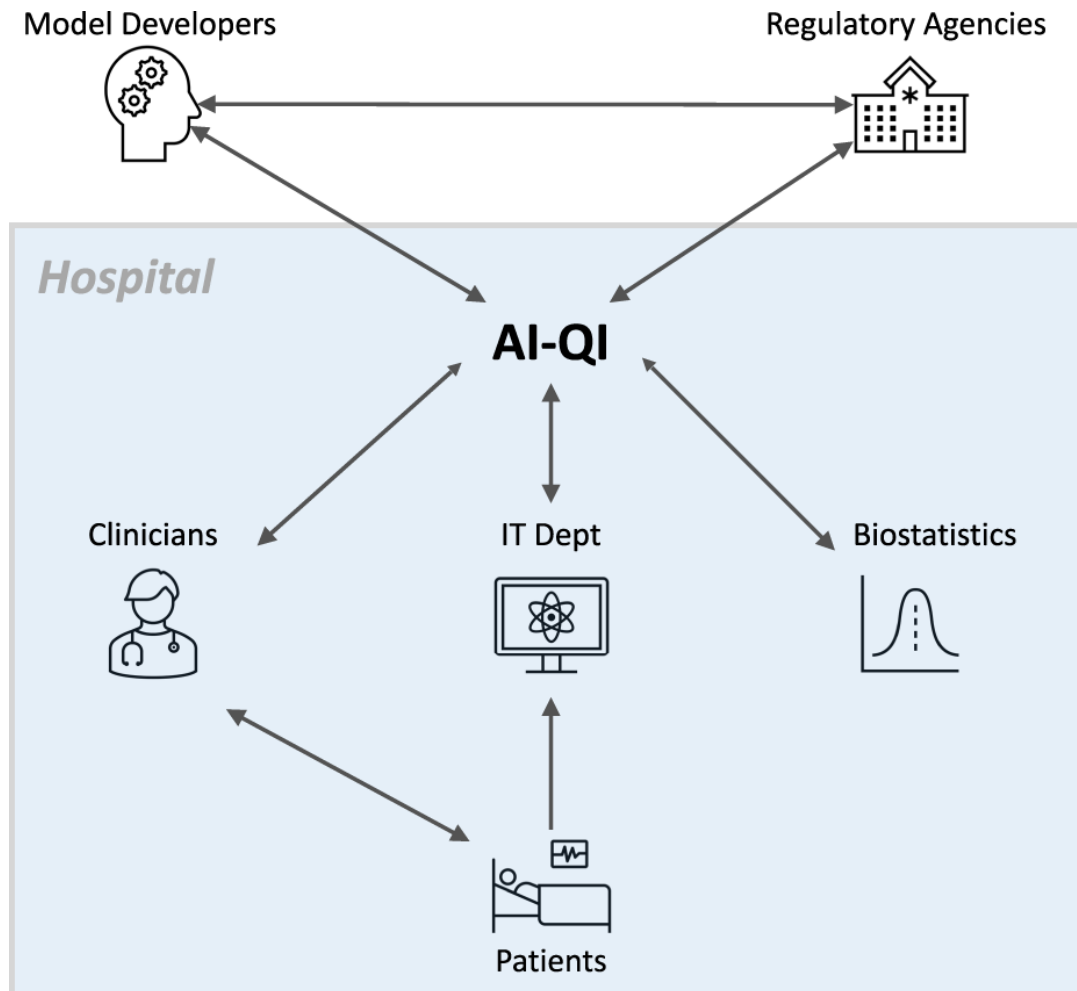 Model Developers
Regulatory Agencies
Hospital
AI-QI
Clinicians
IT Dept
Biostatistics
Patients